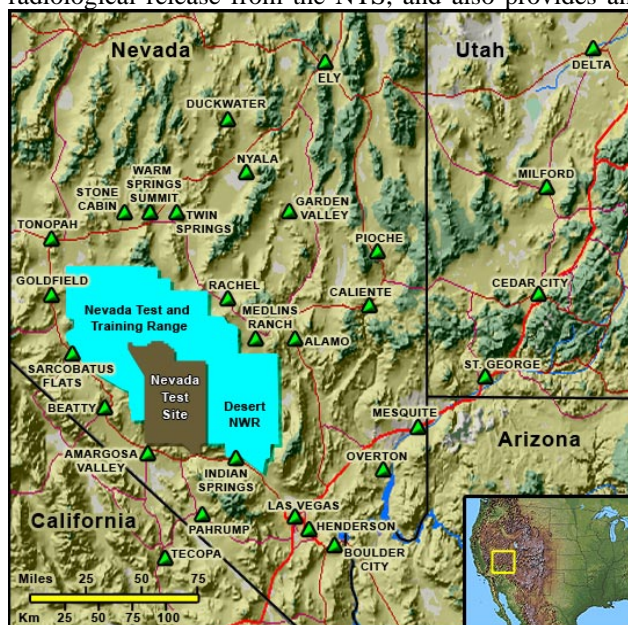 radiological release from the NTS, and also provides an
Nevada
Utah
ELY
DELTA
DUCKWATER
NYALA
MILFORD
WARM
SPRINGS
SUMMIT
STONE
CABIN
TWIN
SPRINGS
GARDEN
VALLEY
TONOPAH
PIOCHE
GOLDFIELD
RACHEL
CALIENTE
CEDAR CITY
Nevada Test and
Training Range
MEDLINS
RANCH
ALAMO
SARCOBATUS
FLATS
ST. GEORGE
Nevada
Test
Site
Desert
NWR
BEATTY
MESQUITE
Arizona
AMARGOSA
VALLEY
INDIAN
SPRINGS
OVERTON
LAS VEGAS
California
PAHRUMP
HENDERSON
BOULDER
CITY
TECOPA
Miles 25 50 75
Km 25 50 75 100